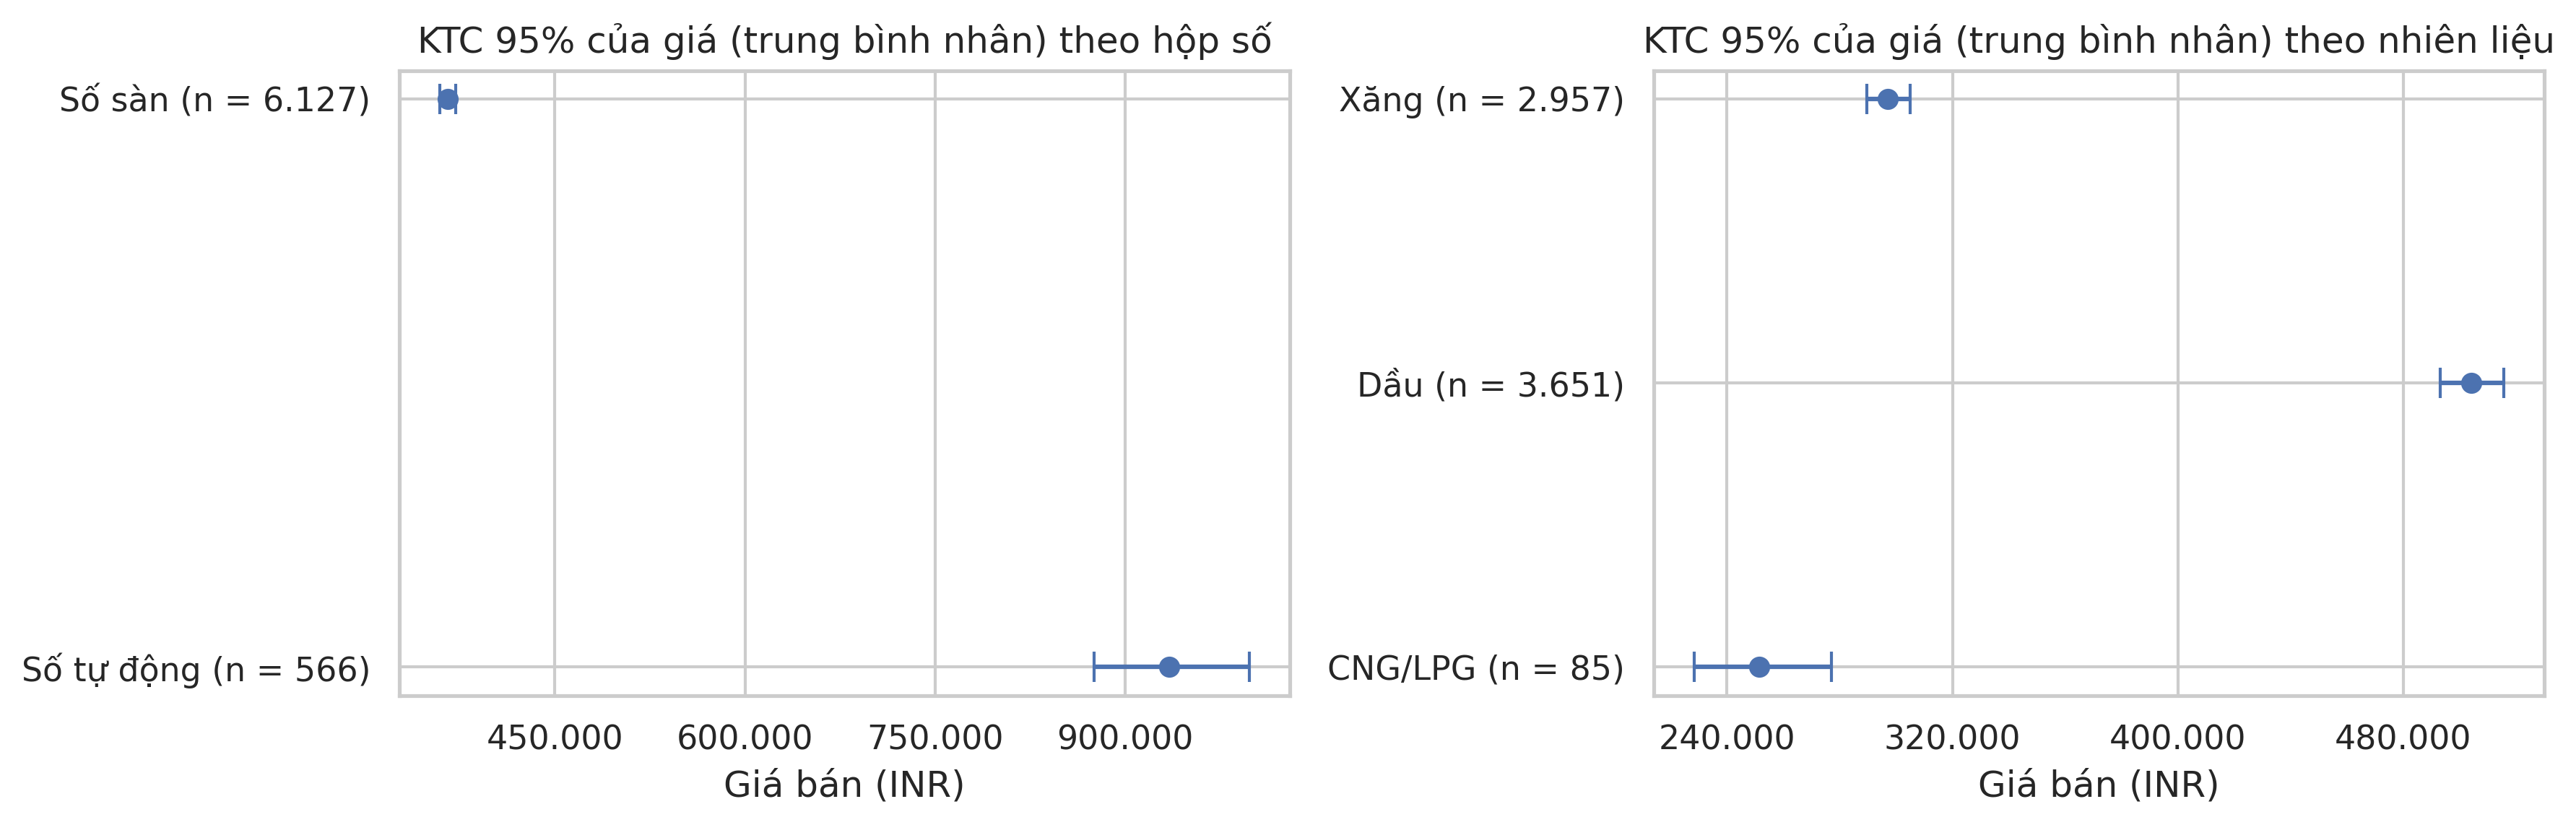 KTC 95% của giá (trung bình nhân) theo hộp số
Số sàn (n = 6.127)
Số tự động (n = 566)
450.000 600.000 750.000 900.000
Giá bán (INR)
KTC 95% của giá (trung bình nhân) theo nhiên liệu
Xăng (n = 2.957)
Dầu (n = 3.651)
CNG/LPG (n = 85)
240.000 320.000 400.000 480.000
Giá bán (INR)